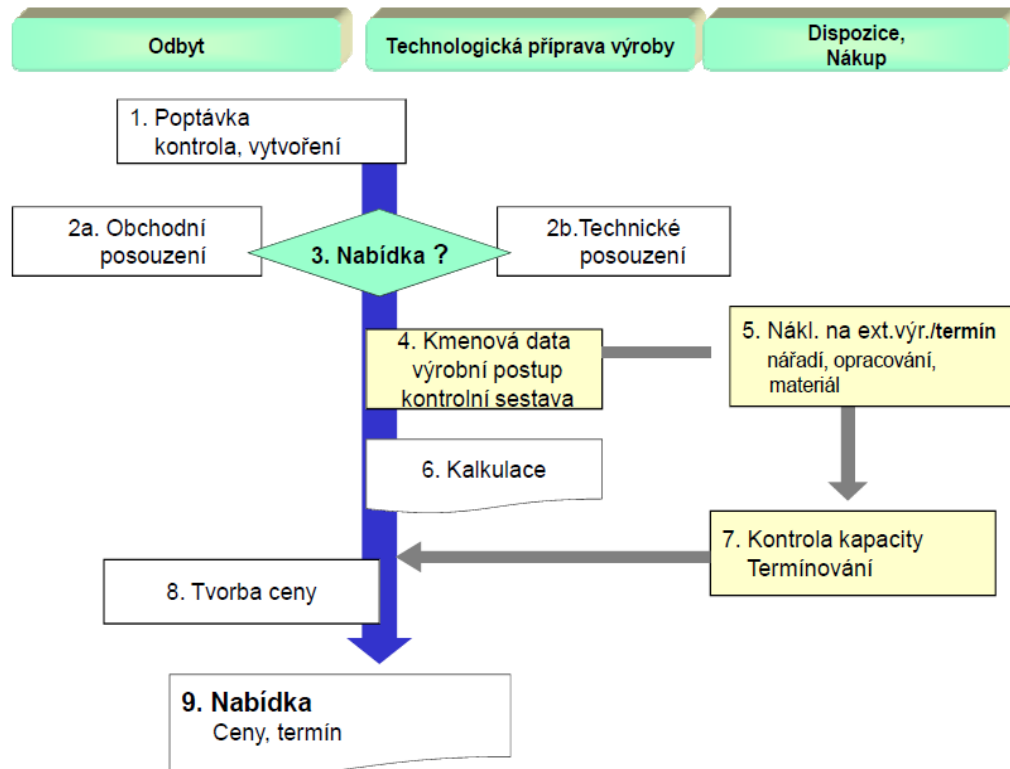 Odbyt
Technologická příprava výroby
Dispozice,
Nákup
1. Poptávka
kontrola, vytvoření
2a. Obchodní
posouzení
3. Nabídka ?
2b.Technické
posouzení
4. Kmenová data
výrobní postup
kontrolní sestava
5. Nákl. na ext.výr./termín
nářadí, opracování,
materiál
6. Kalkulace
7. Kontrola kapacity
Termínování
8. Tvorba ceny
9. Nabídka
Ceny, termín